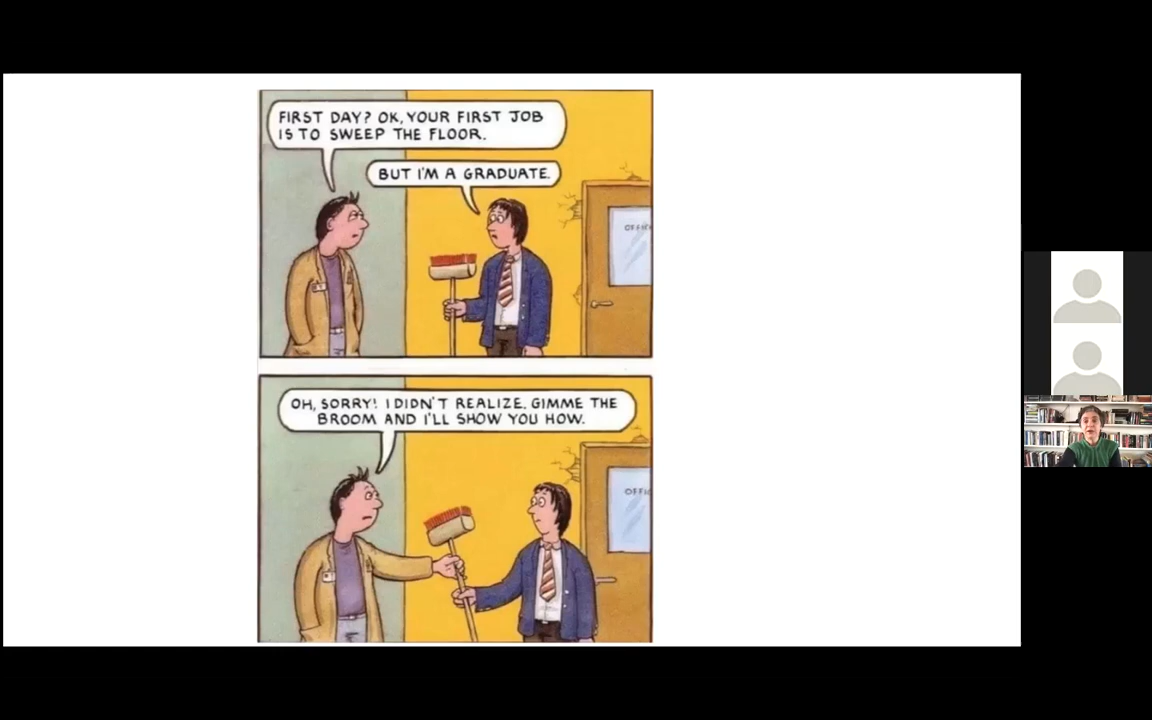 FIRST DAY? OK, YOUR FIRST JOB
IS TO SWEEP THE FLOOR.
BUT I'M A GRADUATE.
OH, SORRY! I DIDN'T REALIZE. GIMME THE
BROOM AND I'LL SHOW YOU HOW.